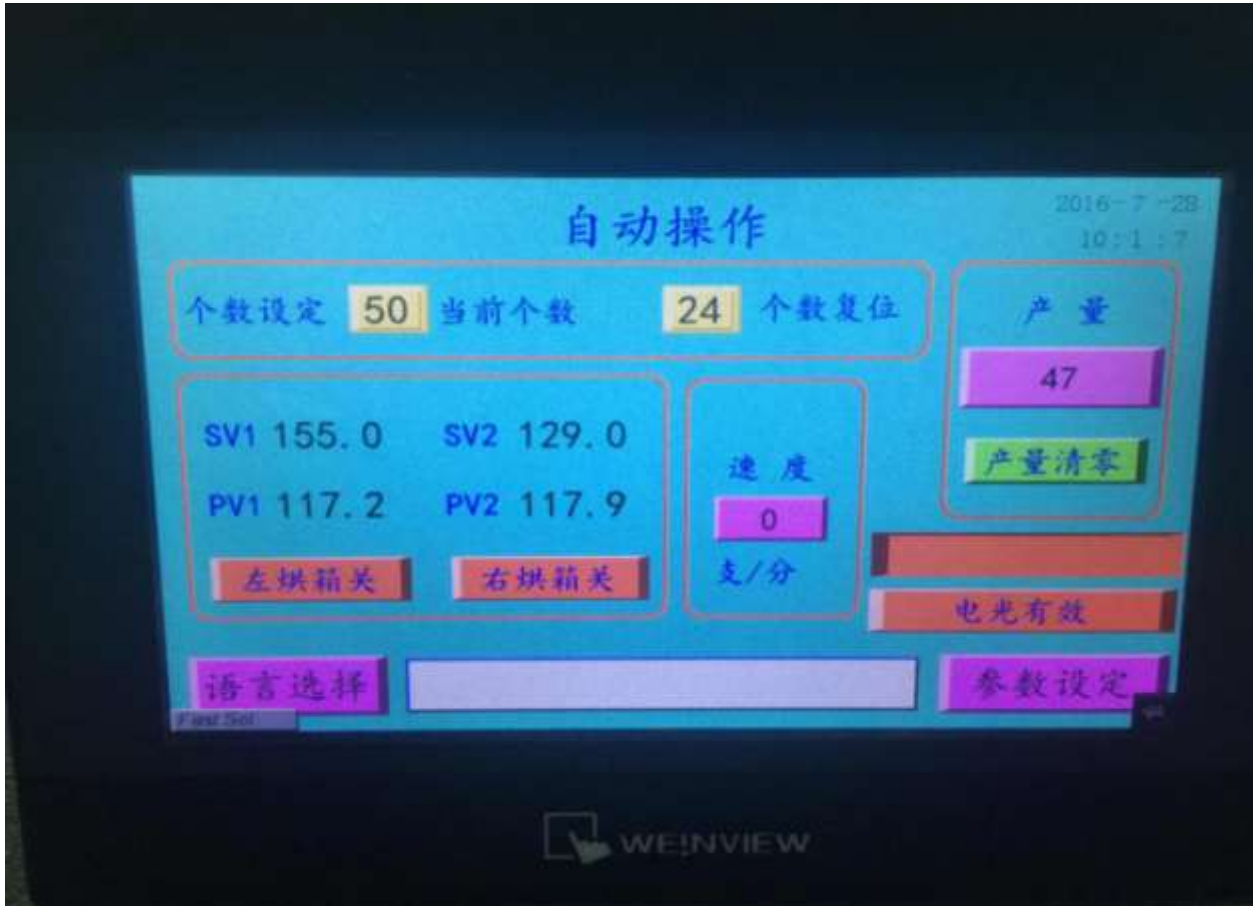 自动操作
2016-7-28
10:1:7
个数设定 50 当前个数 24 个数复位
产量
47
产量清零
SV1 155.0 SV2 129.0
PV1 117.2 PV2 117.9
左烘箱关 右烘箱关
速度
0
支/分
电光有效
语言选择
参数设定
Fast Sel
WEINVIEW